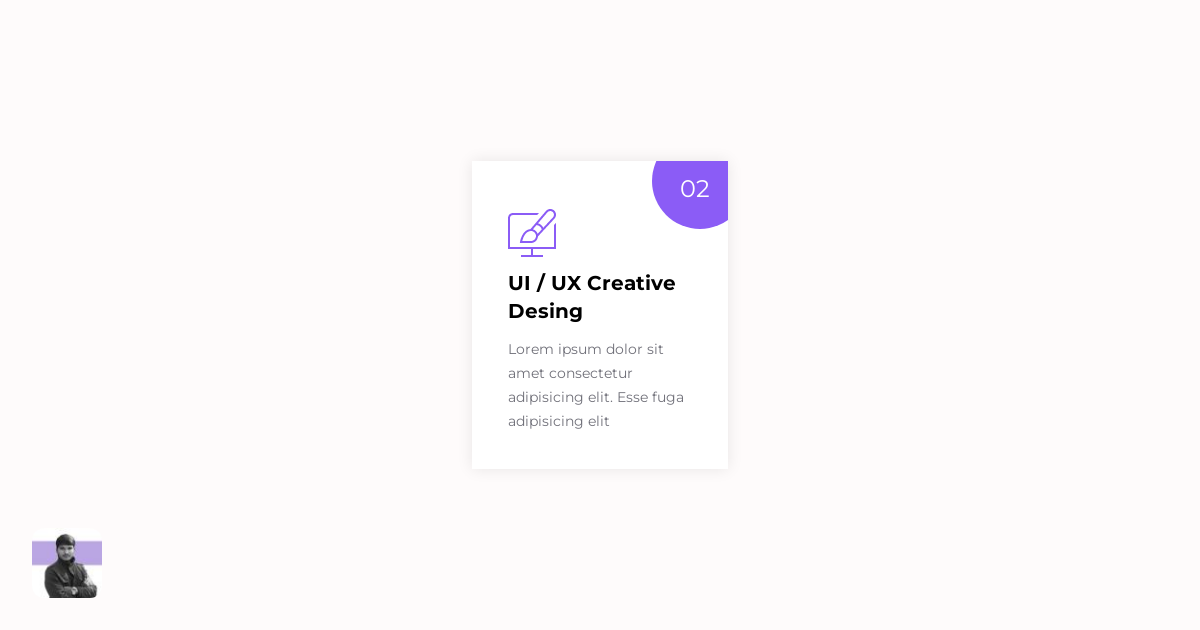 02
UI / UX Creative
Desing
Lorem ipsum dolor sit
amet consectetur
adipisicing elit. Esse fuga
adipisicing elit